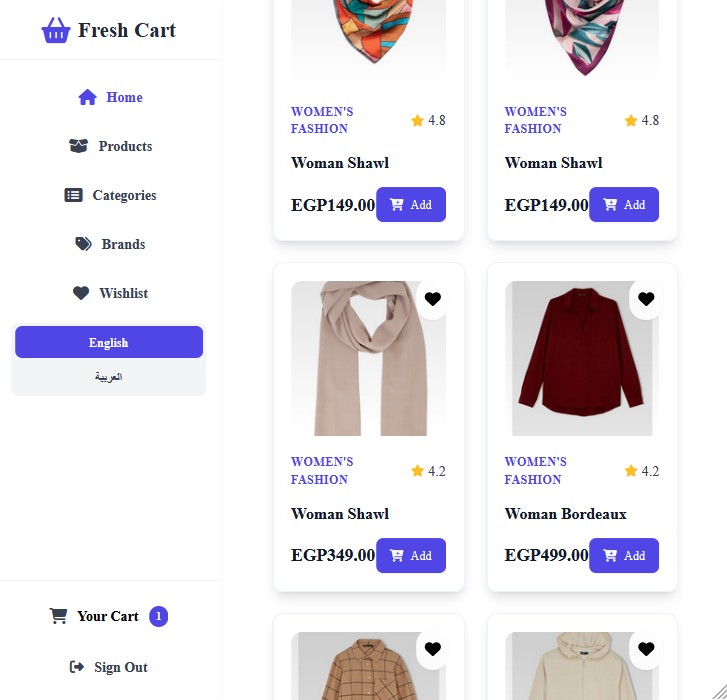 Fresh Cart
Home
Products
Categories
Brands
Wishlist
English
العربية
Your Cart 1
Sign Out
WOMEN'S
FASHION
4.8
Woman Shawl
EGP149.00
Add
WOMEN'S
FASHION
4.8
Woman Shawl
EGP149.00
Add
WOMEN'S
FASHION
4.2
Woman Shawl
EGP349.00
Add
WOMEN'S
FASHION
4.2
Woman Bordeaux
EGP499.00
Add